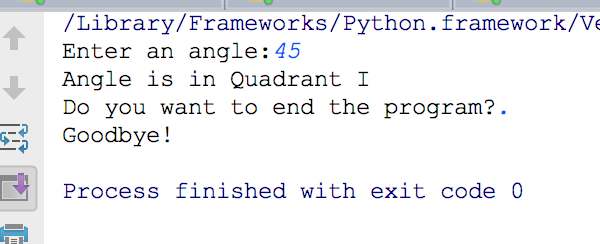 /Library/Frameworks/Python.framework/Ve
Enter an angle:45
Angle is in Quadrant I
Do you want to end the program?.
Goodbye!
Process finished with exit code 0